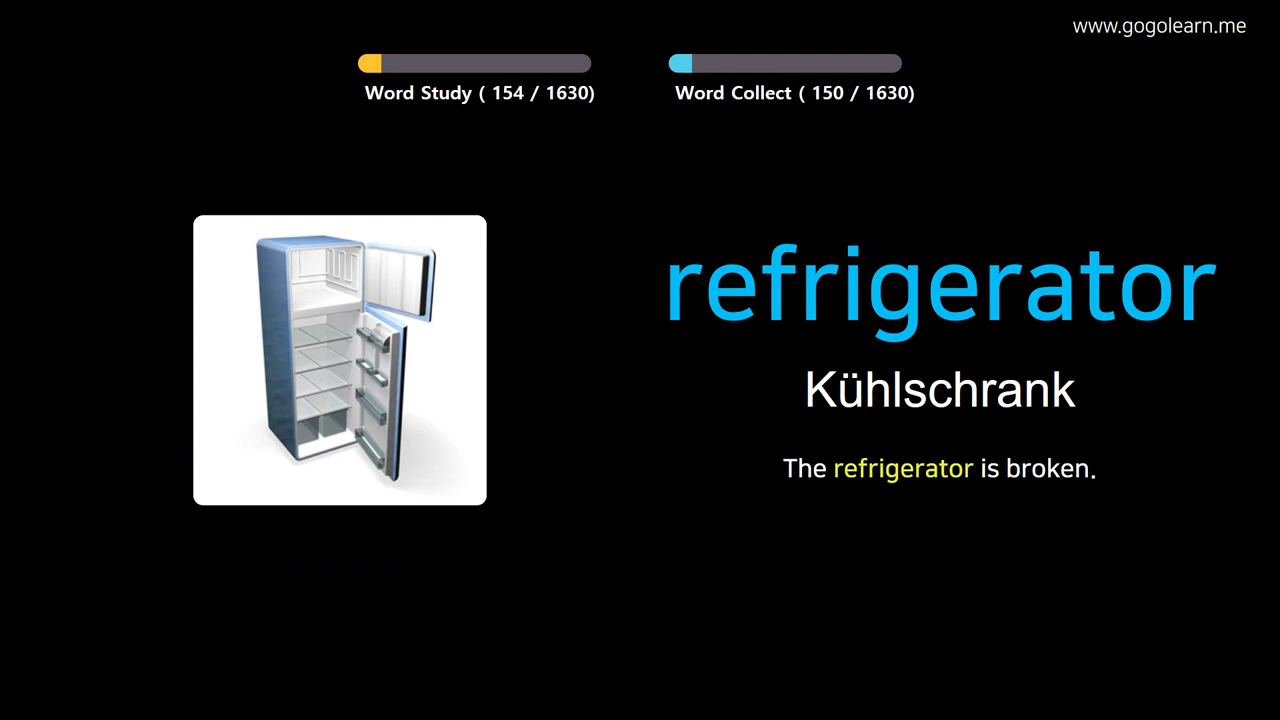 www.gogolearn.me
Word Study ( 154 / 1630)
Word Collect ( 150 / 1630)
refrigerator
Kühlschrank
The refrigerator is broken.